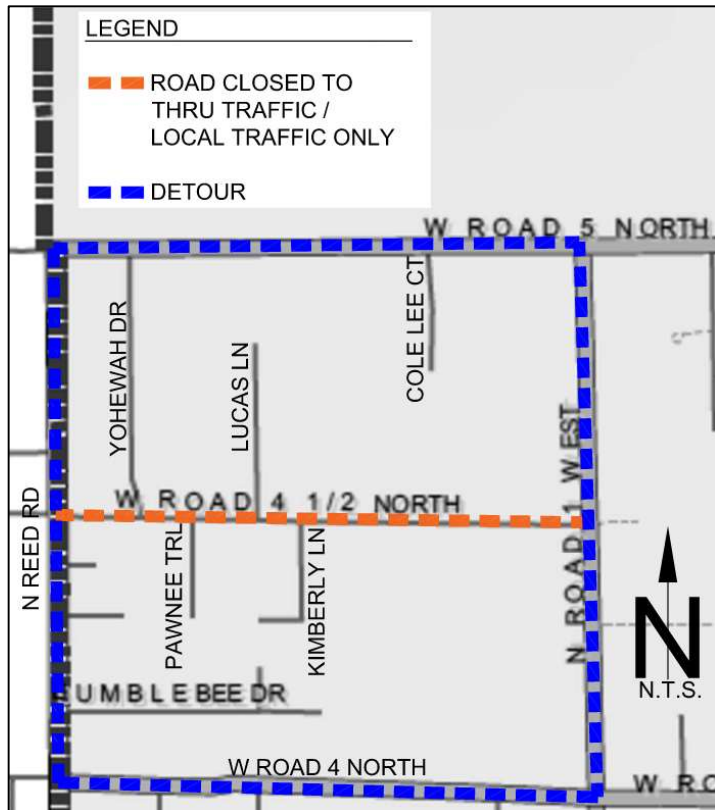 LEGEND
ROAD CLOSED TO
THRU TRAFFIC /
LOCAL TRAFFIC ONLY
DETOUR
W ROAD 5 NORTH
COLE LEE CT
YOHEWAH DR
LUCAS LN
W ROAD 4 1/2 NORTH
N REED RD
N ROAD 1 WEST
PAWNEE TRL
KIMBERLY LN
N
N.T.S.
UMBLEBEE DR
W ROAD 4 NORTH
W RO